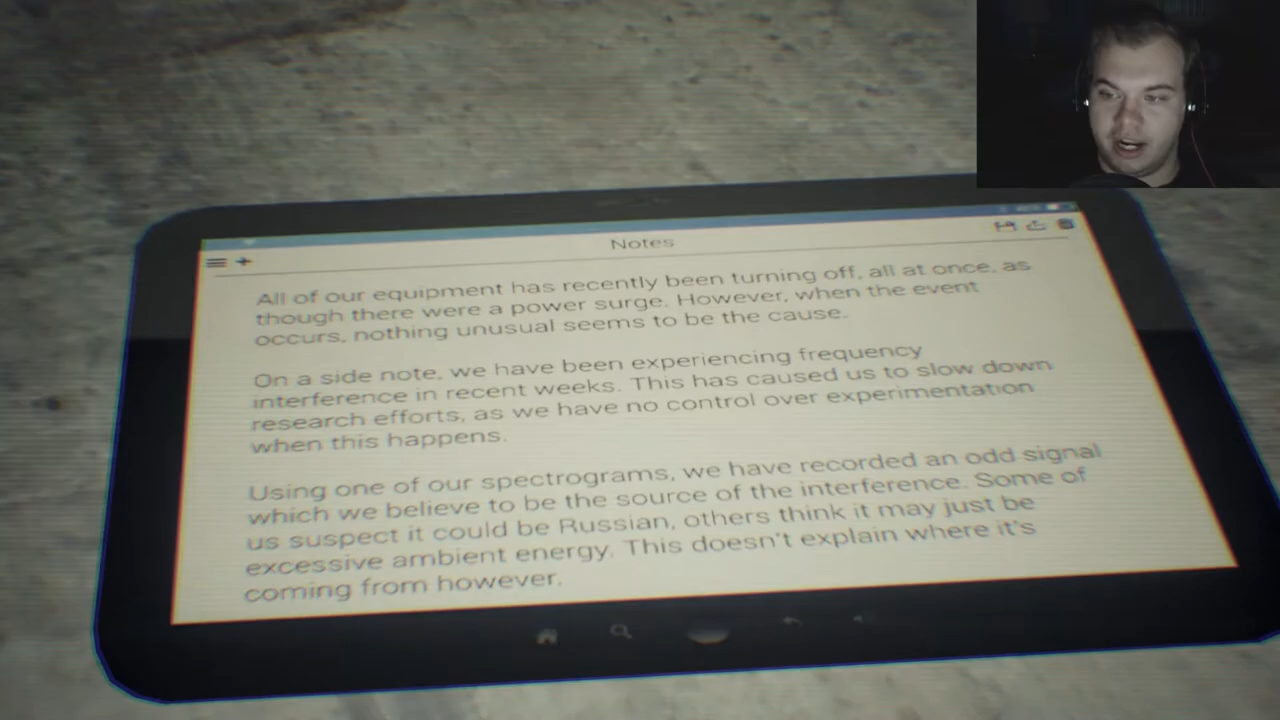 Notes
All of our equipment has recently been turning off, all at once, as
though there were a power surge. However, when the event
occurs, nothing unusual seems to be the cause.
On a side note, we have been experiencing frequency
interference in recent weeks. This has caused us to slow down
research efforts, as we have no control over experimentation
when this happens.
Using one of our spectrograms, we have recorded an odd signal
which we believe to be the source of the interference. Some of
us suspect it could be Russian, others think it may just be
excessive ambient energy. This doesn't explain where it's
coming from however.